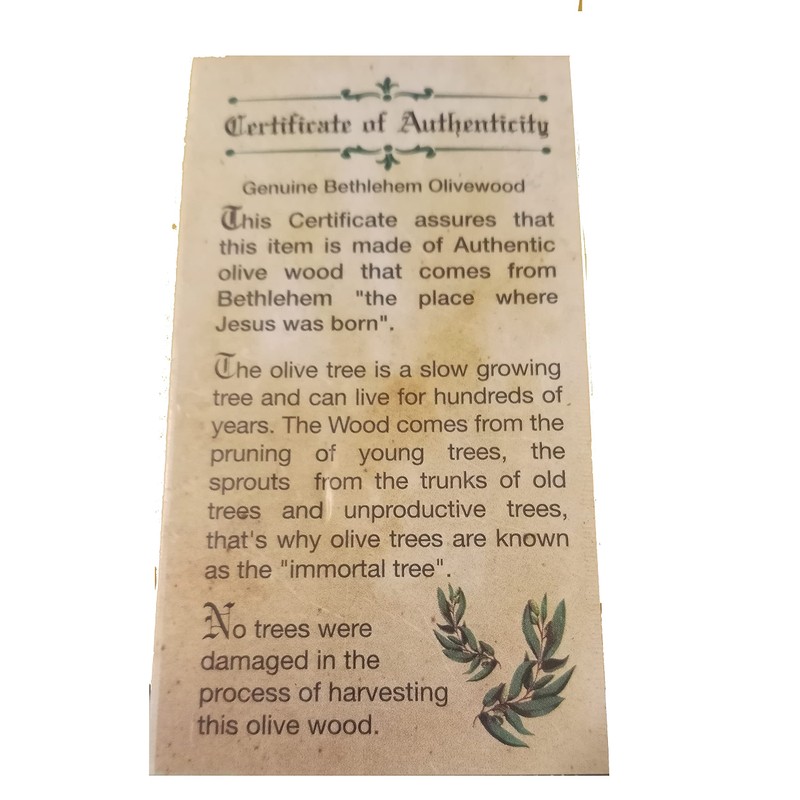 Certificate of Authenticity
Genuine Bethlehem Olivewood
This Certificate assures that
this item is made of Authentic
olive wood that comes from
Bethlehem "the place where
Jesus was born".
The olive tree is a slow growing
tree and can live for hundreds of
years. The Wood comes from the
pruning of young trees, the
sprouts from the trunks of old
trees and unproductive trees,
that's why olive trees are known
as the "immortal tree".
No trees were
damaged in the
process of harvesting
this olive wood.